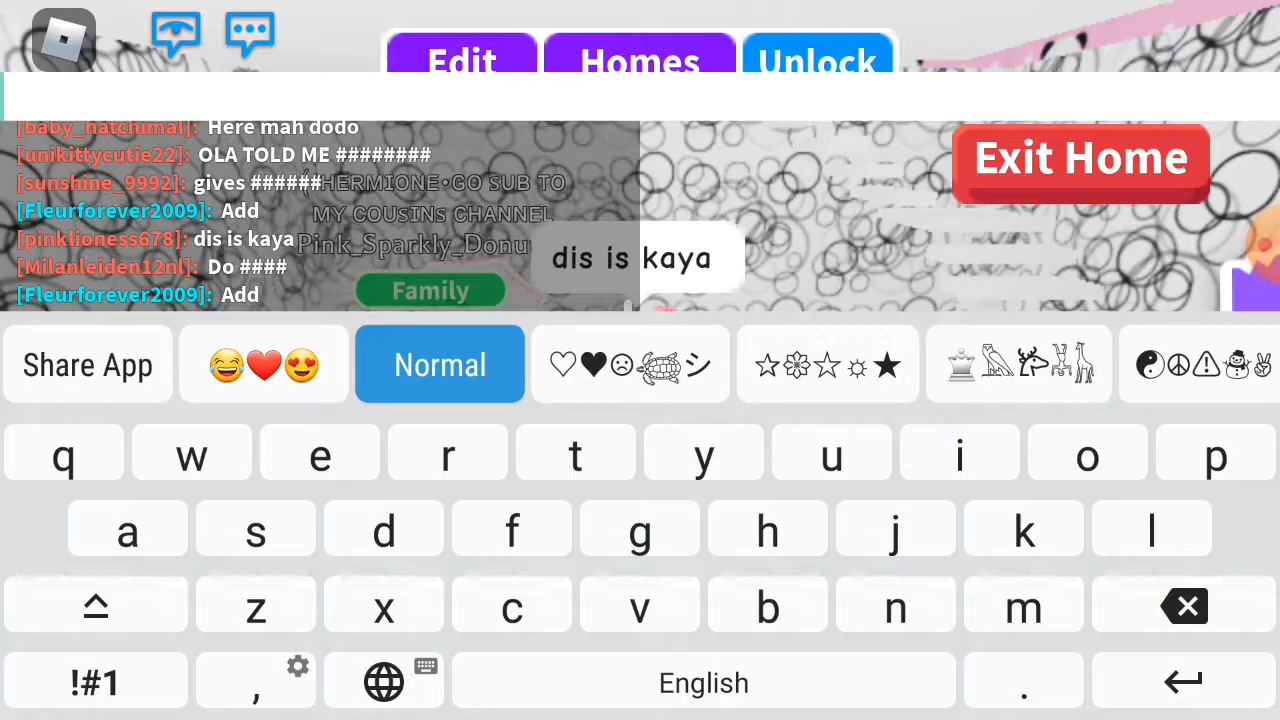 Edit Homes Unlock
[baby_hatchimal]: Here mah dodo
[unikittycutie22]: OLA TOLD ME ########
[sunshine_9992]: gives ######
HERMIONE•GO SUB TO
[Fleurforever2009]: Add
MY COUsINs CHANNEL
[pinklioness678]: dis is kaya
Pink_Sparkly_Donu
[Milanleiden12nl]: Do ####
[Fleurforever2009]: Add
Family
dis is kaya
Exit Home
Share App 😂❤️😍 Normal ♡♥☹🐢シ ☆❁☆☼★ ☯☮⚠☃✌
q w e r t y u i o p
a s d f g h j k l
z x c v b n m
!#1 , English .